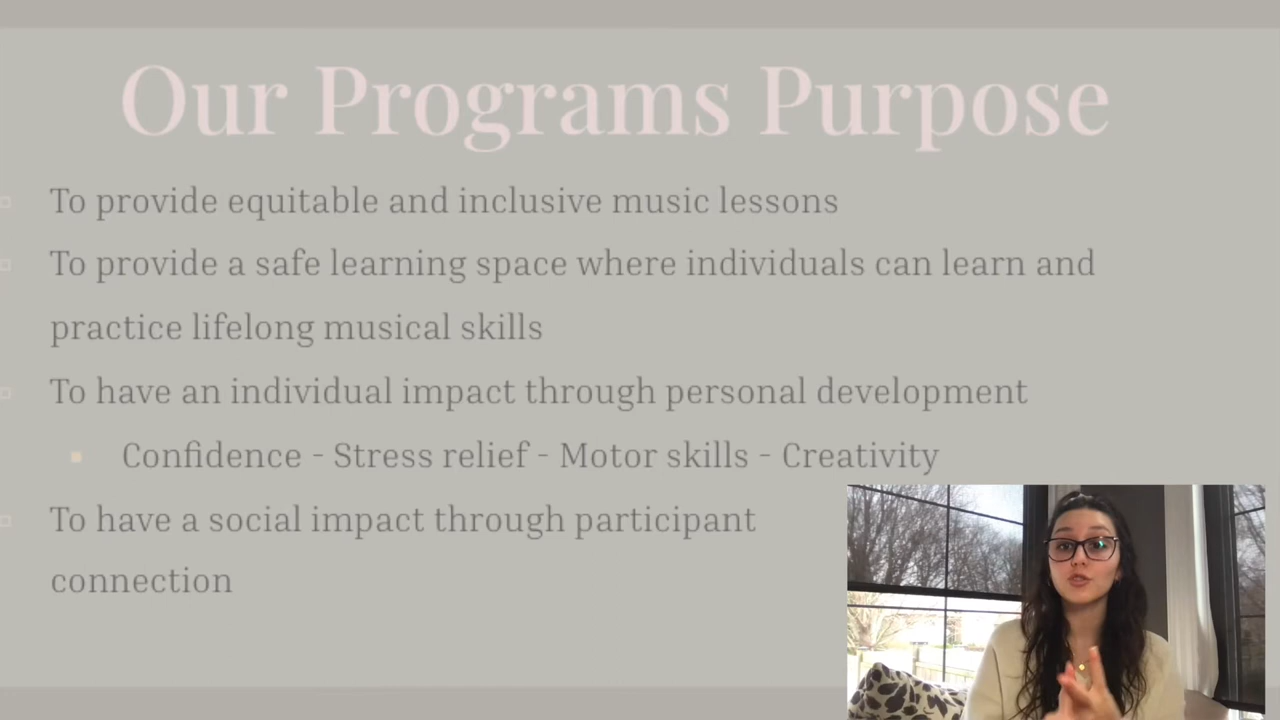 Our Programs Purpose
To provide equitable and inclusive music lessons
To provide a safe learning space where individuals can learn and
practice lifelong musical skills
To have an individual impact through personal development
Confidence - Stress relief - Motor skills - Creativity
To have a social impact through participant
connection